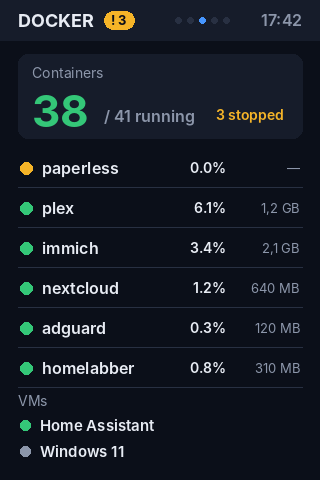 DOCKER ! 3 17:42
Containers
38 / 41 running 3 stopped
paperless 0.0% —
plex 6.1% 1,2 GB
immich 3.4% 2,1 GB
nextcloud 1.2% 640 MB
adguard 0.3% 120 MB
homelabber 0.8% 310 MB
VMs
Home Assistant
Windows 11